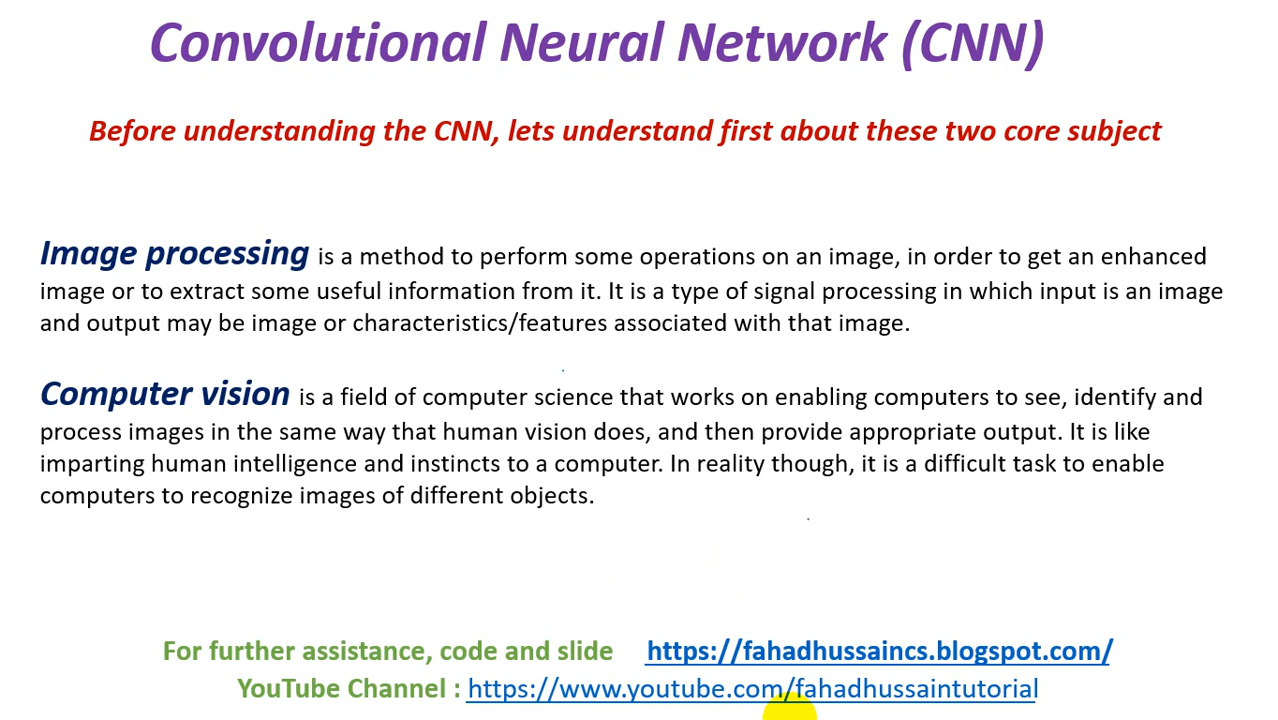 Convolutional Neural Network (CNN)
Before understanding the CNN, lets understand first about these two core subject
Image processing is a method to perform some operations on an image, in order to get an enhanced
image or to extract some useful information from it. It is a type of signal processing in which input is an image
and output may be image or characteristics/features associated with that image.
Computer vision is a field of computer science that works on enabling computers to see, identify and
process images in the same way that human vision does, and then provide appropriate output. It is like
imparting human intelligence and instincts to a computer. In reality though, it is a difficult task to enable
computers to recognize images of different objects.
For further assistance, code and slide https://fahadhussaincs.blogspot.com/
YouTube Channel : https://www.youtube.com/fahadhussaintutorial